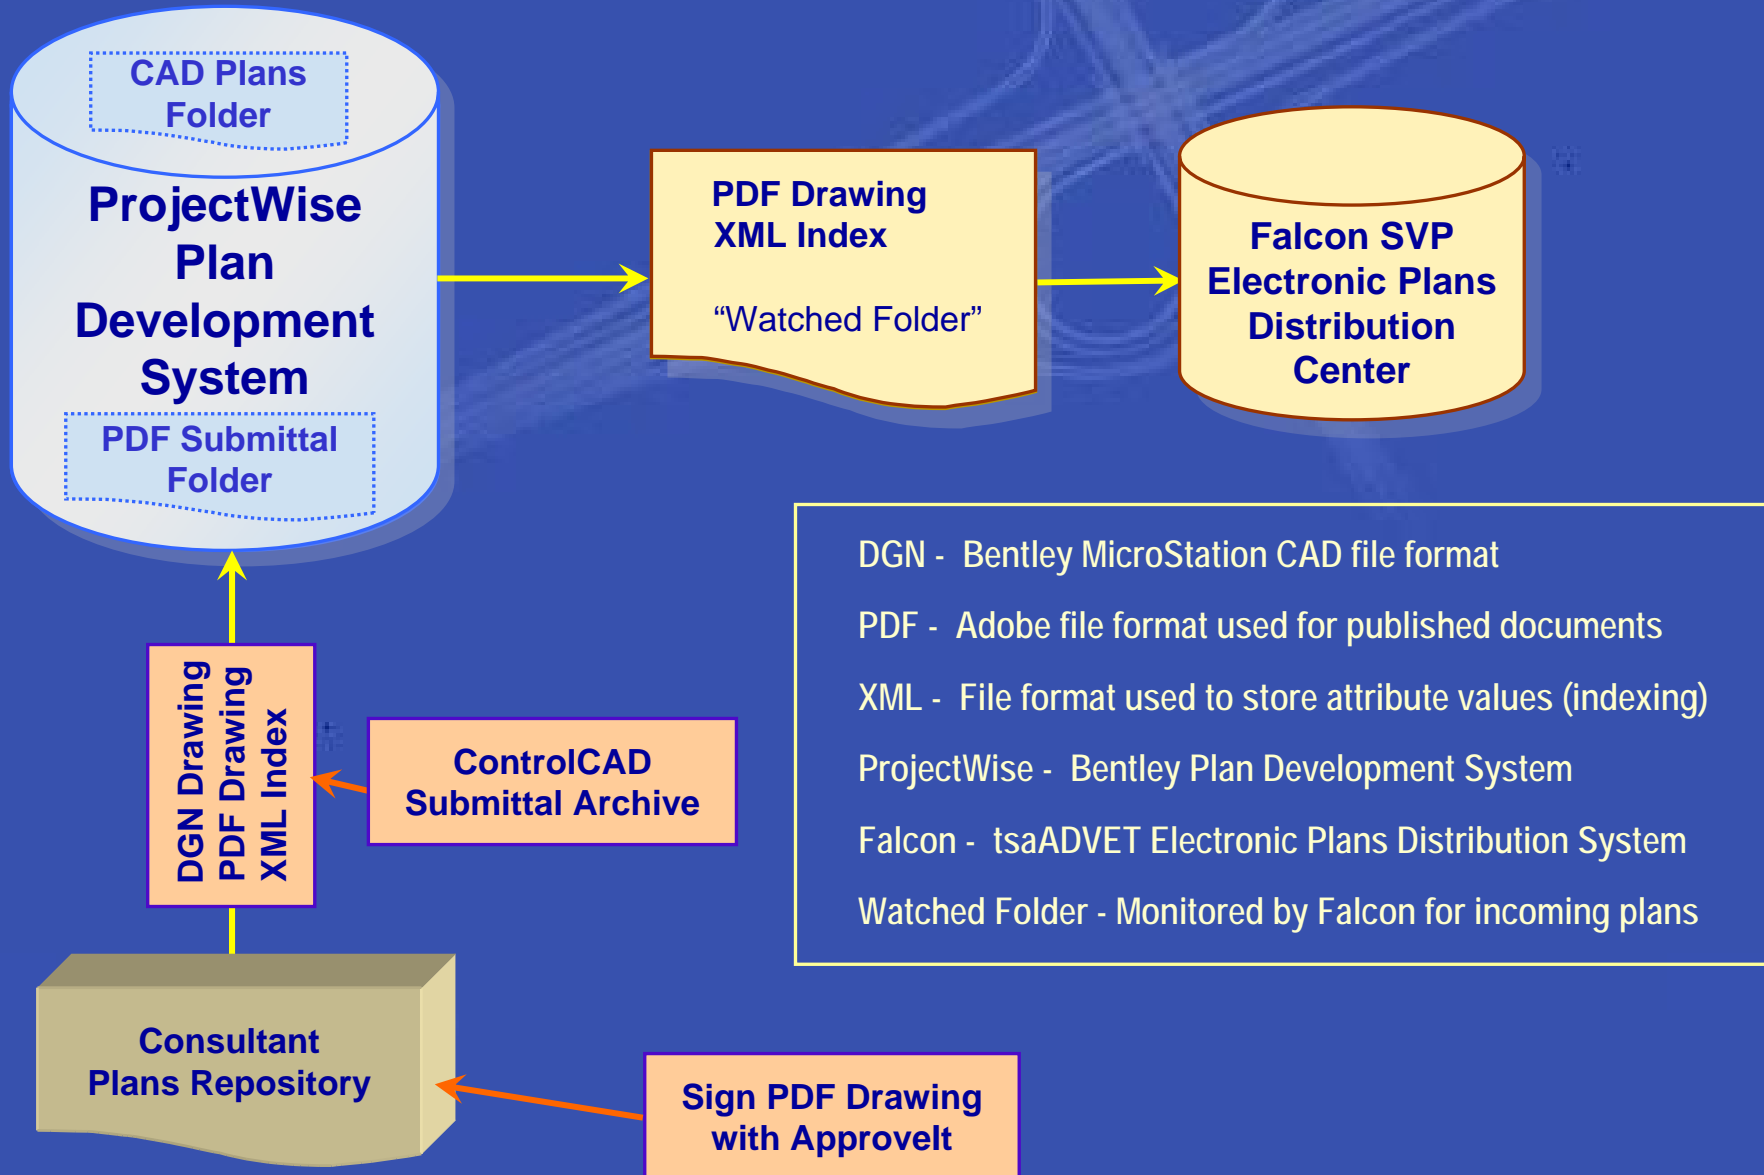 CAD Plans
Folder
ProjectWise
Plan
Development
System
PDF Submittal
Folder
PDF Drawing
XML Index
“Watched Folder”
Falcon SVP
Electronic Plans
Distribution
Center
DGN Drawing
PDF Drawing
XML Index
ControlCAD
Submittal Archive
Consultant
Plans Repository
Sign PDF Drawing
with ApproveIt
DGN - Bentley MicroStation CAD file format
PDF - Adobe file format used for published documents
XML - File format used to store attribute values (indexing)
ProjectWise - Bentley Plan Development System
Falcon - tsaADVET Electronic Plans Distribution System
Watched Folder - Monitored by Falcon for incoming plans